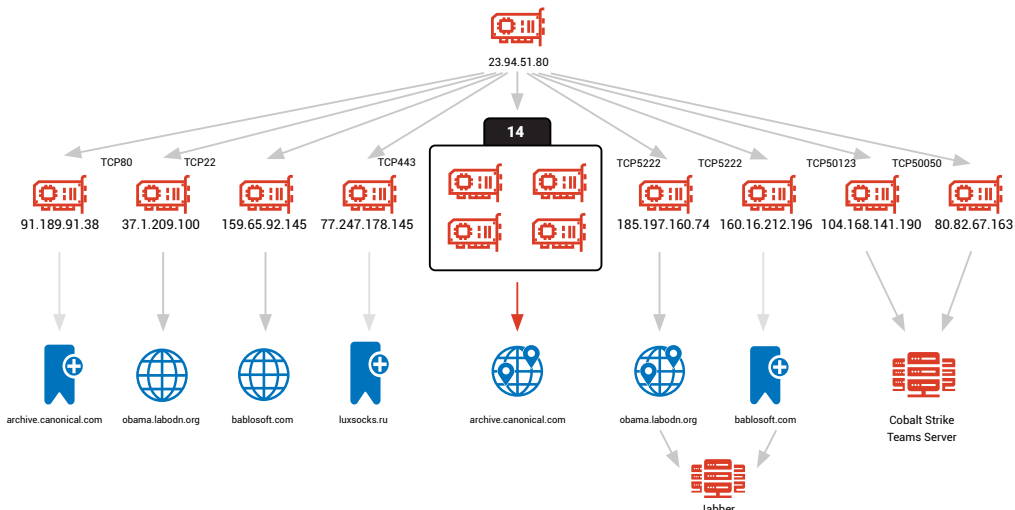 23.94.51.80
14
TCP80
TCP22
TCP443
TCP5222
TCP5222
TCP50123
TCP50050
91.189.91.38
37.1.209.100
159.65.92.145
77.247.178.145
185.197.160.74
160.16.212.196
104.168.141.190
80.82.67.163
archive.canonical.com
obama.labodn.org
bablosoft.com
luxsocks.ru
archive.canonical.com
obama.labodn.org
bablosoft.com
Cobalt Strike
Teams Server
Jabber